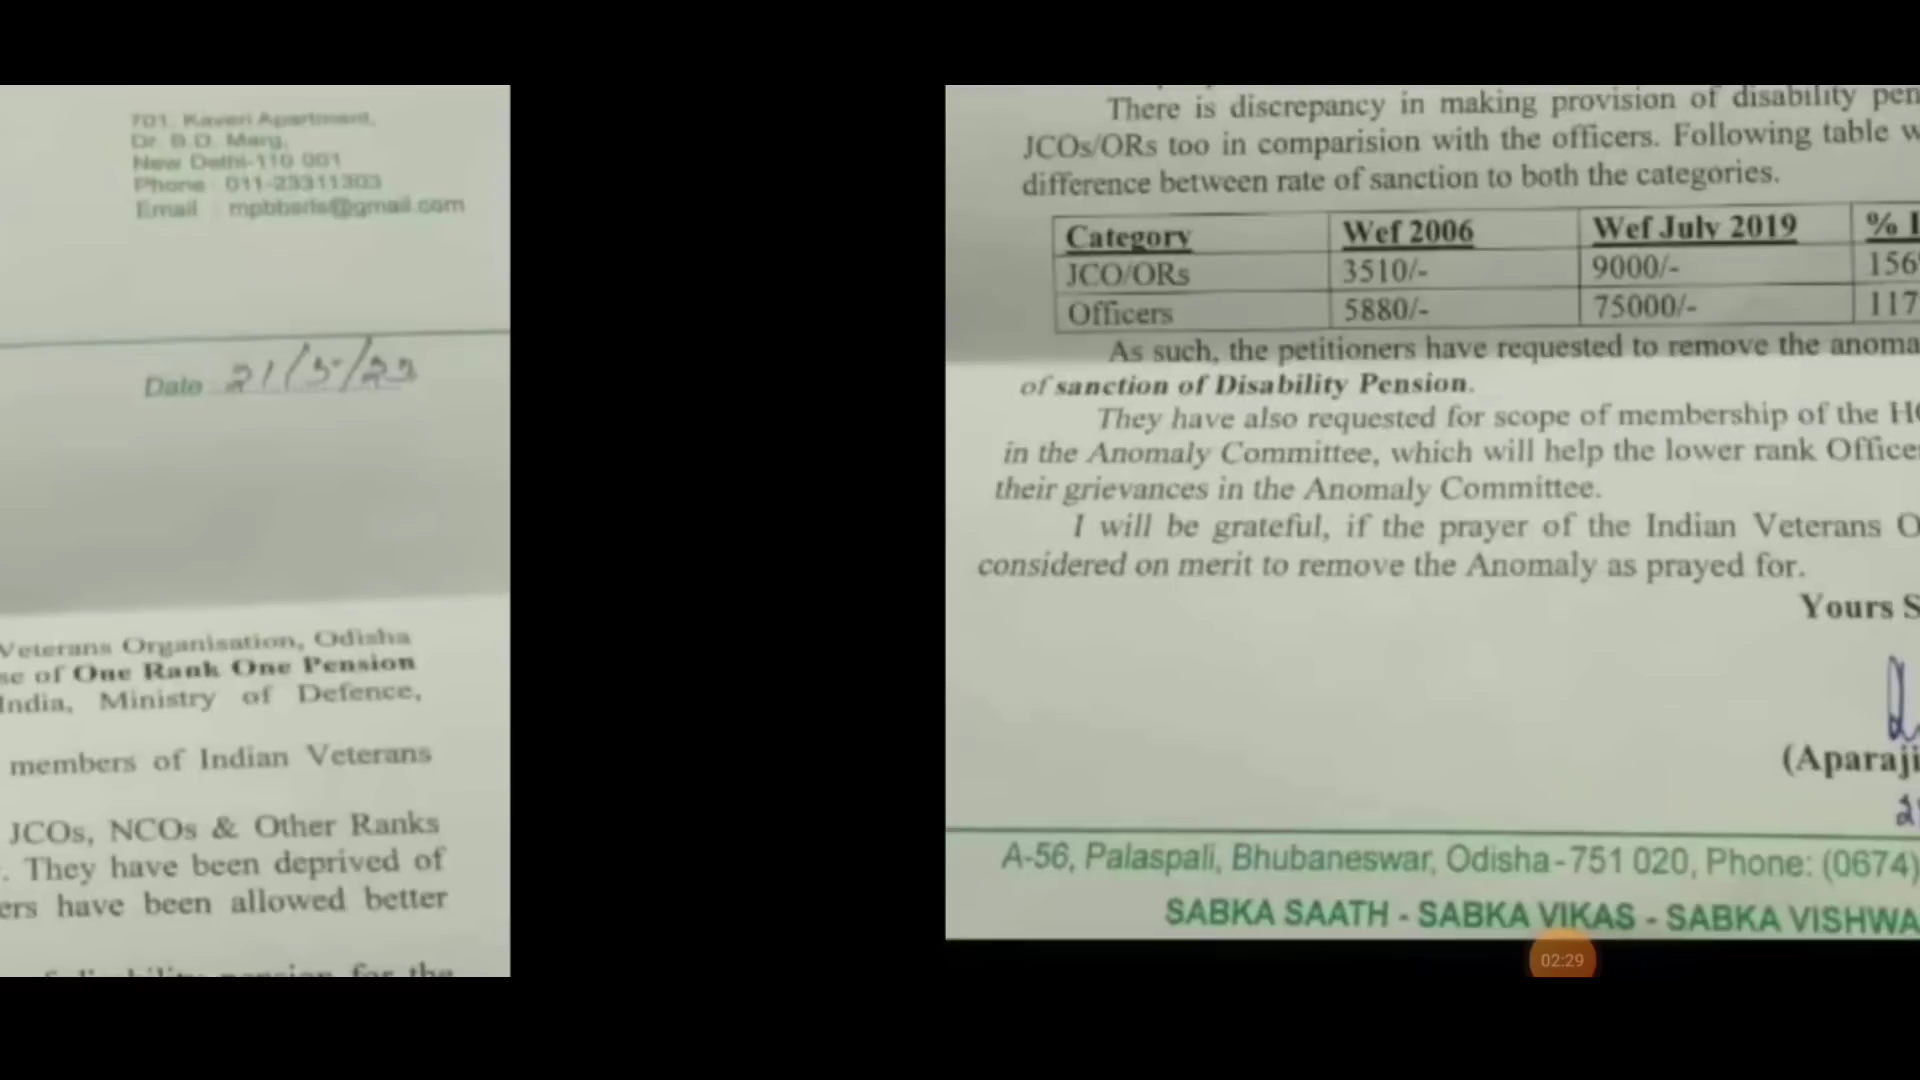 701, Kaveri Apartment,
Dr. B.D. Marg,
New Delhi-110 001
Phone : 011-23311303
Email : mpbbsrls@gmail.com
Date
Veterans Organisation, Odisha
se of One Rank One Pension
India, Ministry of Defence,
members of Indian Veterans
JCOs, NCOs & Other Ranks
. They have been deprived of
ers have been allowed better
disability pension for the
There is discrepancy in making provision of disability pen
JCOs/ORs too in comparision with the officers. Following table w
difference between rate of sanction to both the categories.
Category Wef 2006 Wef July 2019 % I
JCO/ORs 3510/- 9000/- 156
Officers 5880/- 75000/- 117
As such, the petitioners have requested to remove the anoma
of sanction of Disability Pension.
They have also requested for scope of membership of the H
in the Anomaly Committee, which will help the lower rank Office
their grievances in the Anomaly Committee.
I will be grateful, if the prayer of the Indian Veterans O
considered on merit to remove the Anomaly as prayed for.
Yours S
(Aparaji
A-56, Palaspali, Bhubaneswar, Odisha-751 020, Phone: (0674)
SABKA SAATH - SABKA VIKAS - SABKA VISHWA
02:29